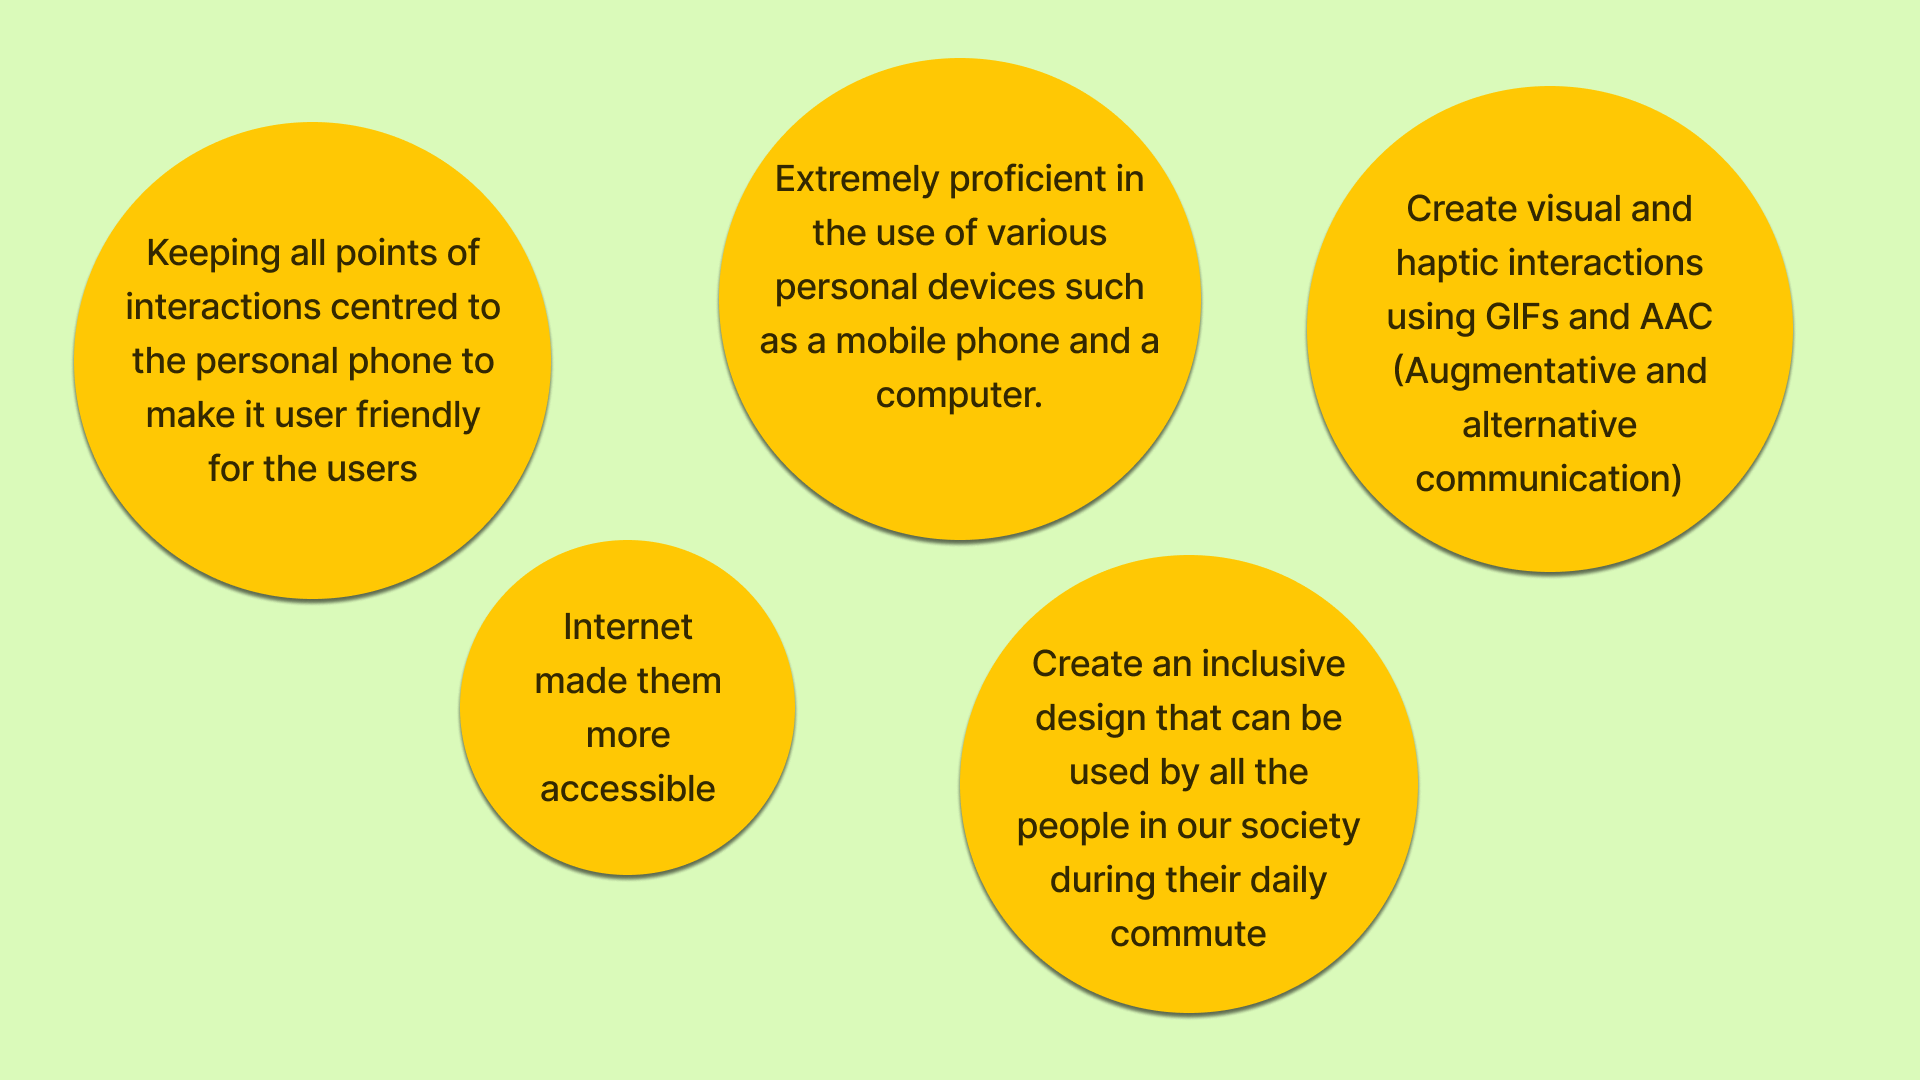 Keeping all points of
interactions centred to
the personal phone to
make it user friendly
for the users
Extremely proficient in
the use of various
personal devices such
as a mobile phone and a
computer.
Create visual and
haptic interactions
using GIFs and AAC
(Augmentative and
alternative
communication)
Internet
made them
more
accessible
Create an inclusive
design that can be
used by all the
people in our society
during their daily
commute